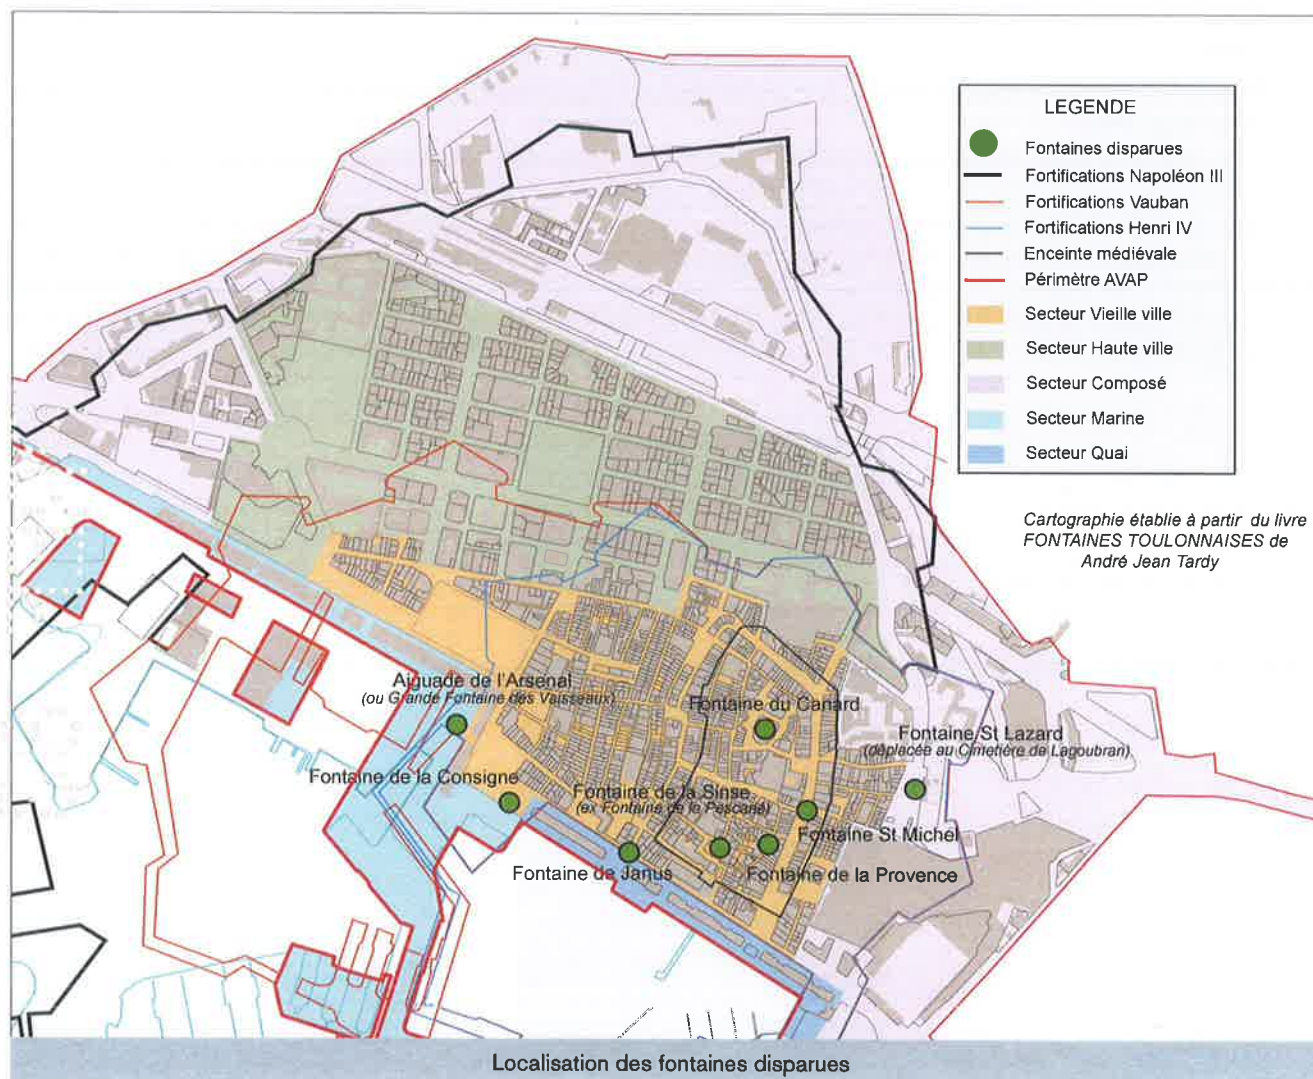 LEGENDE
Fontaines disparues
Fortifications Napoléon III
Fortifications Vauban
Fortifications Henri IV
Enceinte médiévale
Périmètre AVAP
Secteur Vieille ville
Secteur Haute ville
Secteur Composé
Secteur Marine
Secteur Quai
Cartographie établie à partir du livre
FONTAINES TOULONNAISES de
André Jean Tardy
Aiguade de l'Arsenal
(ou Grande Fontaine des Vaisseaux)
Fontaine du Canard
Fontaine St Lazard
(déplacée au Cimetière de Lagoubran)
Fontaine de la Consigne
Fontaine de la Sinse
(ex Fontaine de la Pescarié)
Fontaine St Michel
Fontaine de Janus
Fontaine de la Provence
Localisation des fontaines disparues